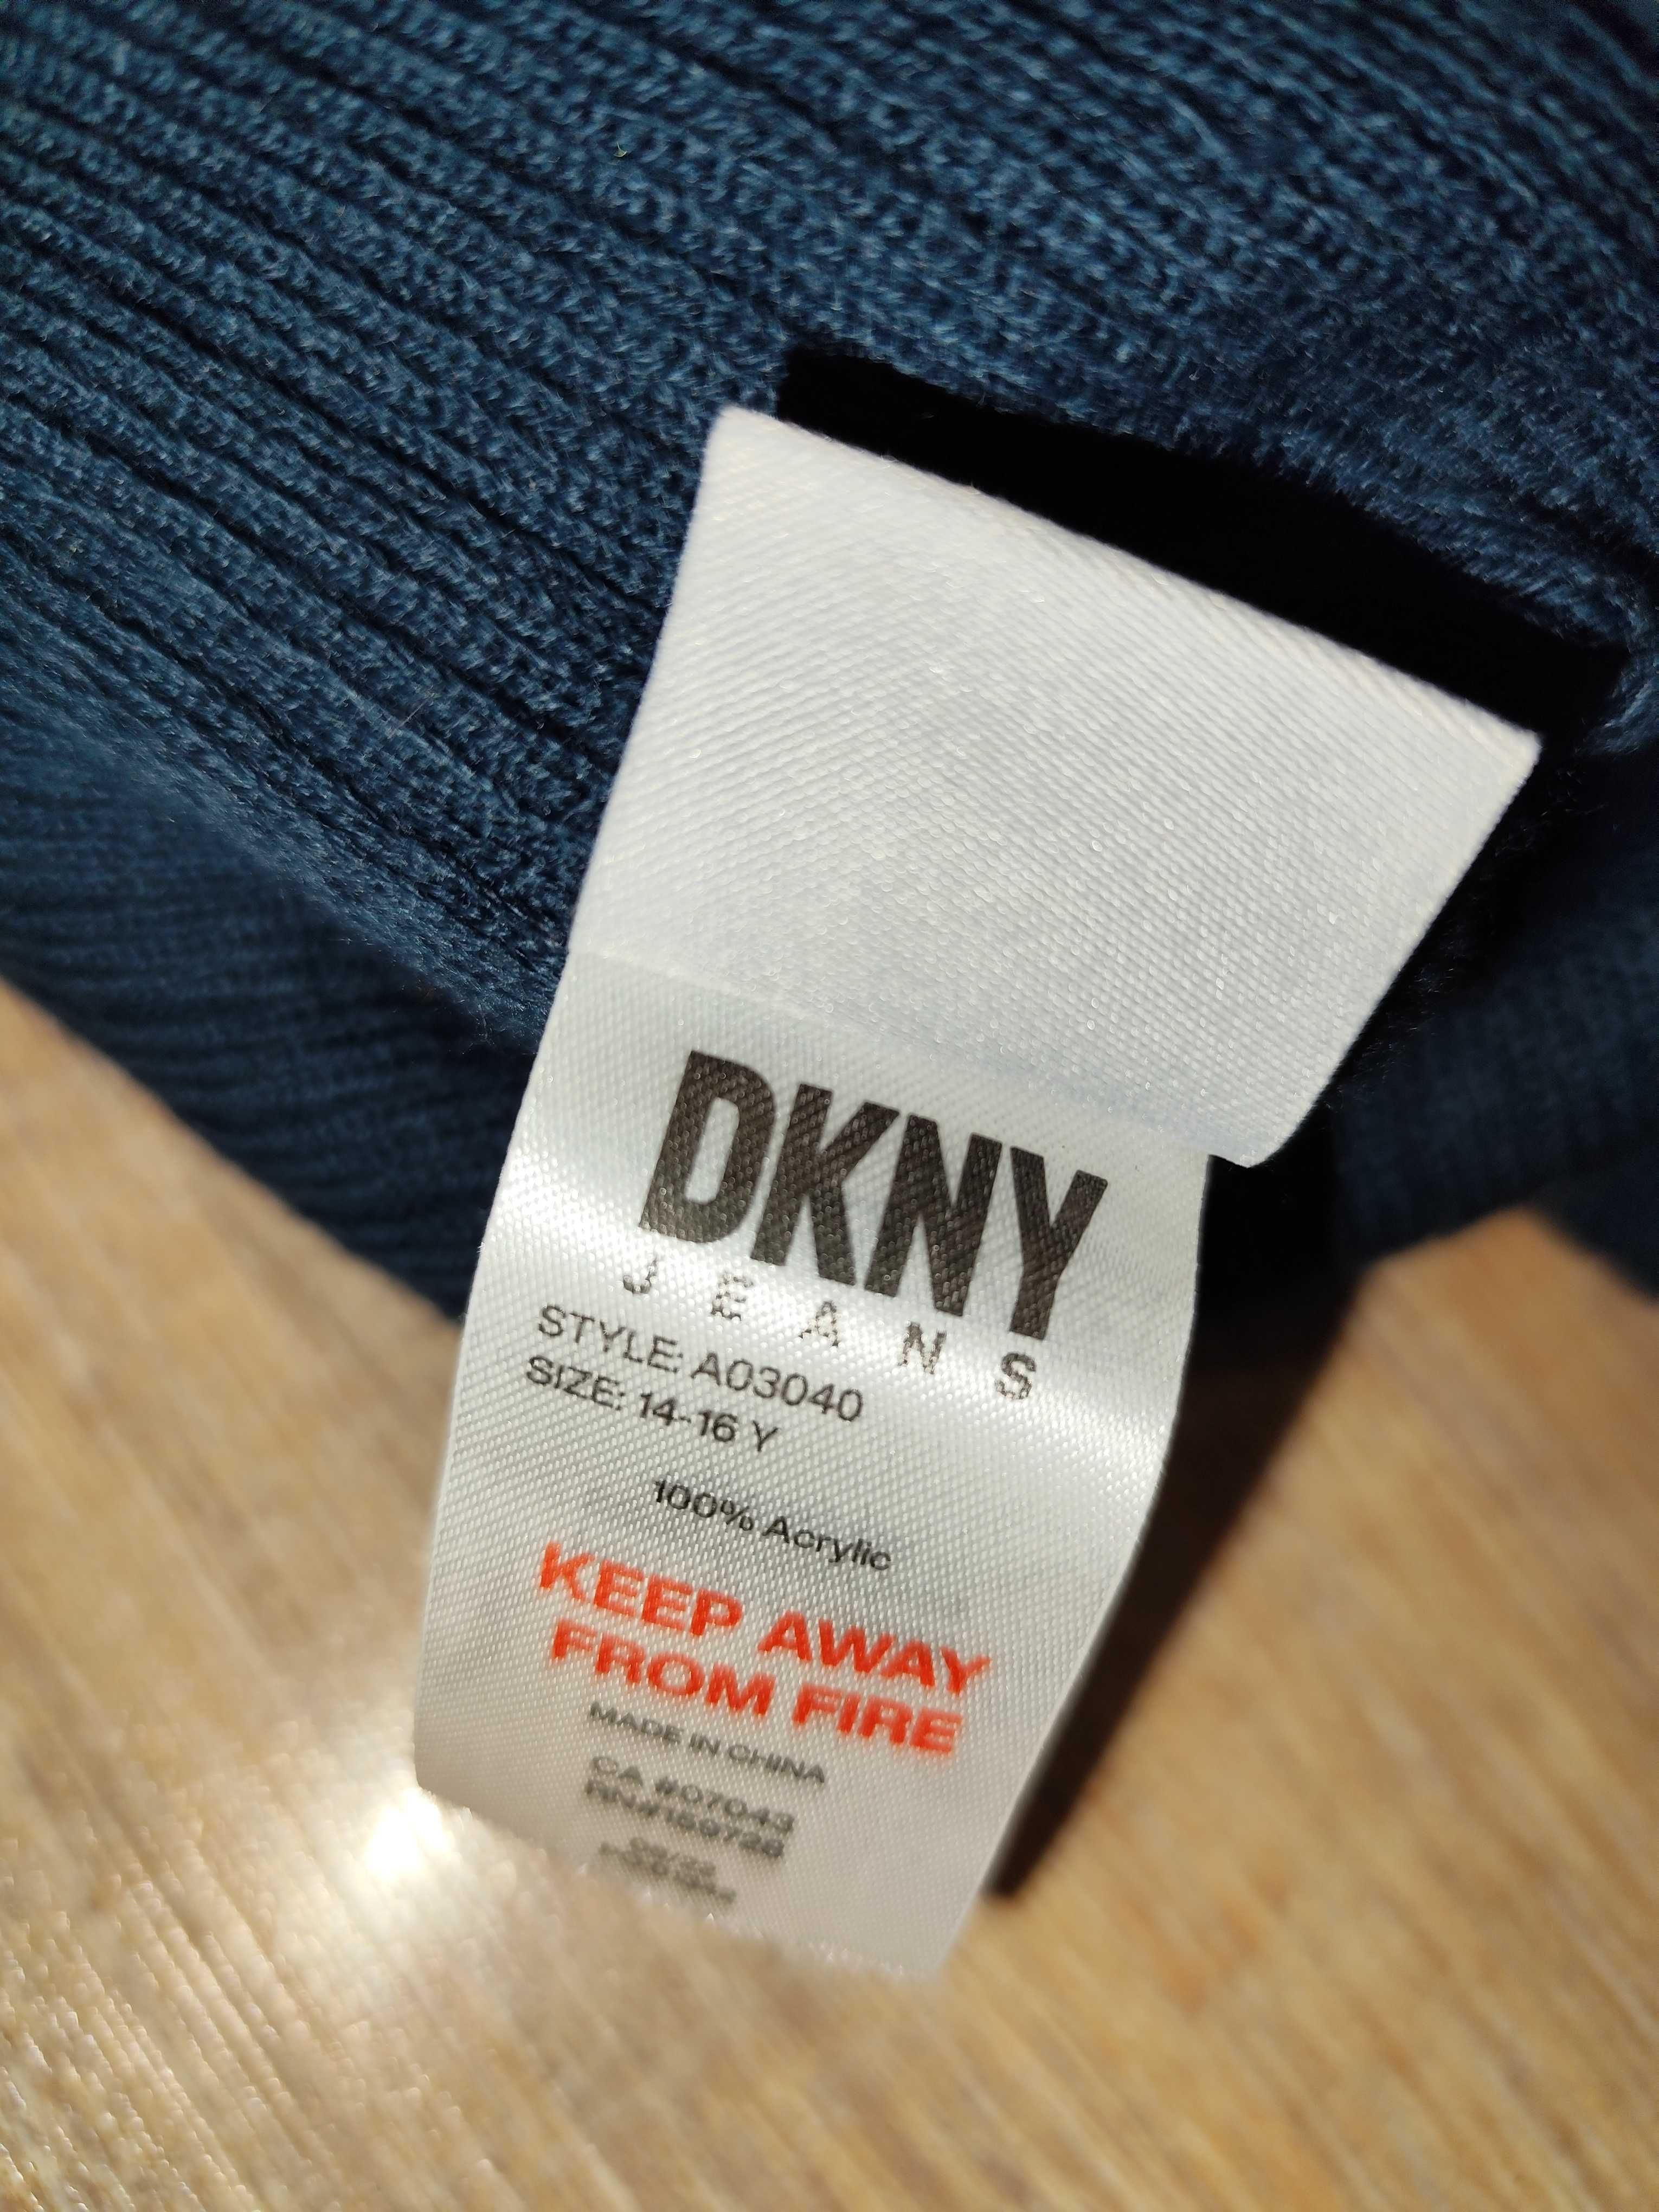 DKNY
JEANS
STYLE: A03040
SIZE: 14-16 Y
100% Acrylic
KEEP AWAY
FROM FIRE
MADE IN CHINA
CA #07043